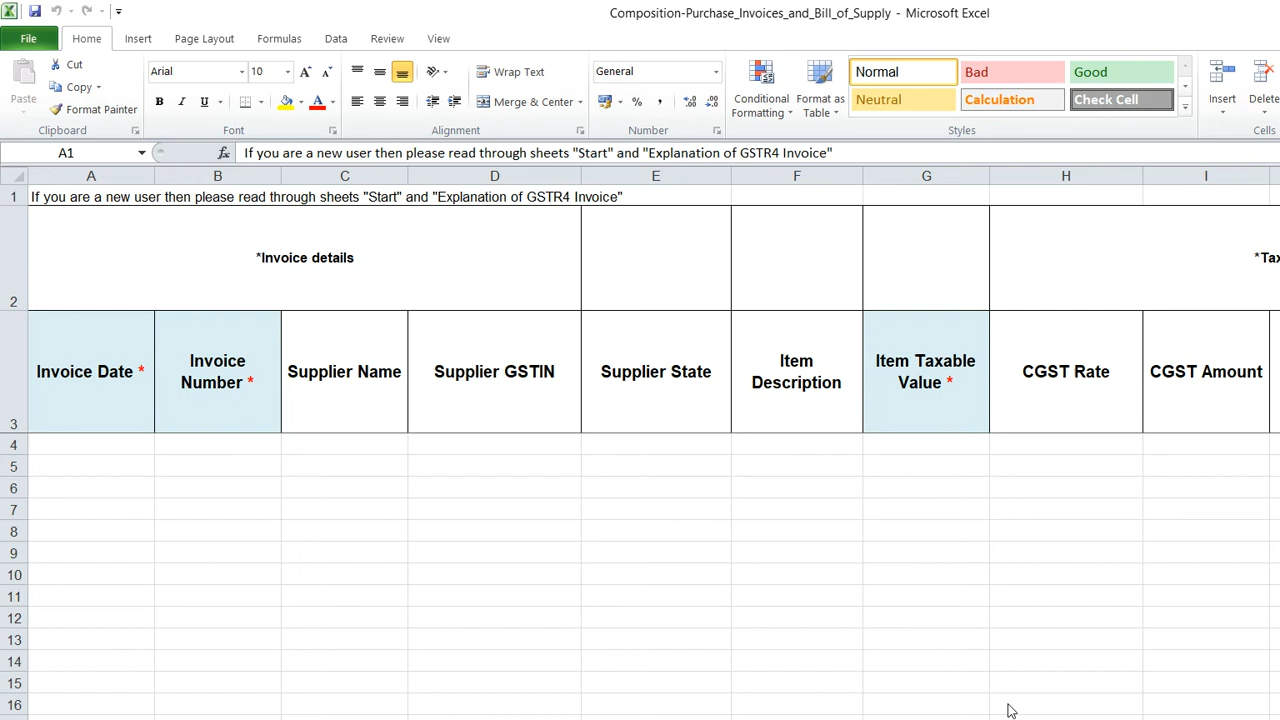 Composition-Purchase_Invoices_and_Bill_of_Supply - Microsoft Excel
File Home Insert Page Layout Formulas Data Review View
Paste
Cut
Copy
Format Painter
Clipboard
Arial 10
B I U
Font
Wrap Text
Merge & Center
Alignment
General
%
Number
Conditional
Formatting
Format as
Table
Normal Bad Good
Neutral Calculation Check Cell
Styles
Insert Delete
Cells
A1 fx If you are a new user then please read through sheets "Start" and "Explanation of GSTR4 Invoice"
A B C D E F G H I
1 If you are a new user then please read through sheets "Start" and "Explanation of GSTR4 Invoice"
2 *Invoice details *Tax
3 Invoice Date *
Invoice
Number *
Supplier Name
Supplier GSTIN
Supplier State
Item
Description
Item Taxable
Value *
CGST Rate
CGST Amount
4
5
6
7
8
9
10
11
12
13
14
15
16